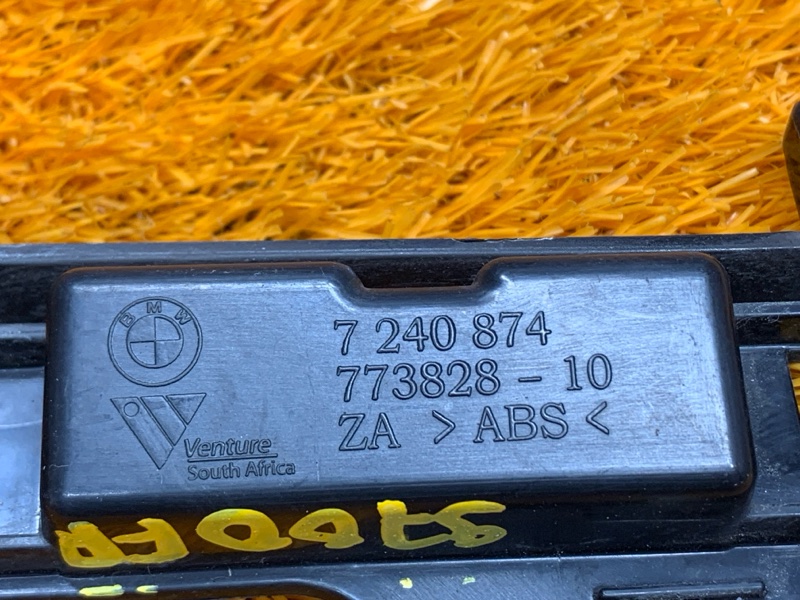 BMW
7 240 874
773828 - 10
ZA > ABS <
Venture
South Africa